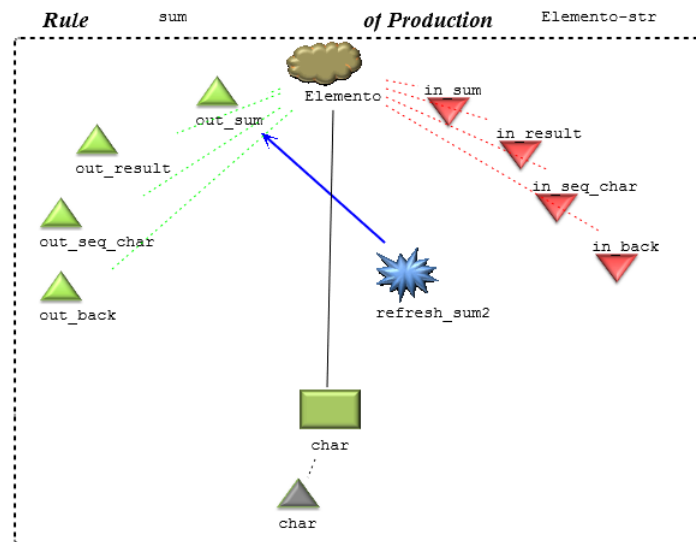 Rule sum of Production Elemento-str
Elemento
in_sum
out_sum
in_result
out_result
in_seq_char
out_seq_char
in_back
out_back
refresh_sum2
char
char